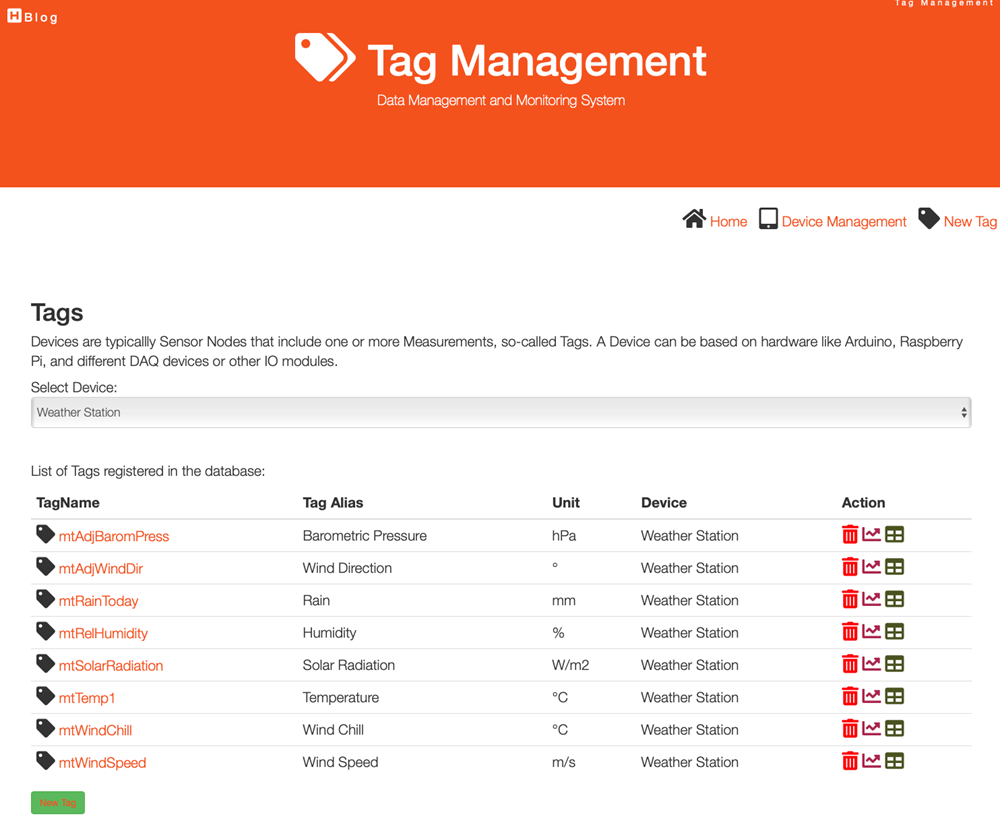 Tag Management
H Blog
Tag Management
Data Management and Monitoring System
Home Device Management New Tag
Tags
Devices are typicallly Sensor Nodes that include one or more Measurements, so-called Tags. A Device can be based on hardware like Arduino, Raspberry
Pi, and different DAQ devices or other IO modules.
Select Device:
Weather Station
List of Tags registered in the database:
TagName Tag Alias Unit Device Action
mtAdjBaromPress Barometric Pressure hPa Weather Station
mtAdjWindDir Wind Direction ° Weather Station
mtRainToday Rain mm Weather Station
mtRelHumidity Humidity % Weather Station
mtSolarRadiation Solar Radiation W/m2 Weather Station
mtTemp1 Temperature °C Weather Station
mtWindChill Wind Chill °C Weather Station
mtWindSpeed Wind Speed m/s Weather Station
New Tag